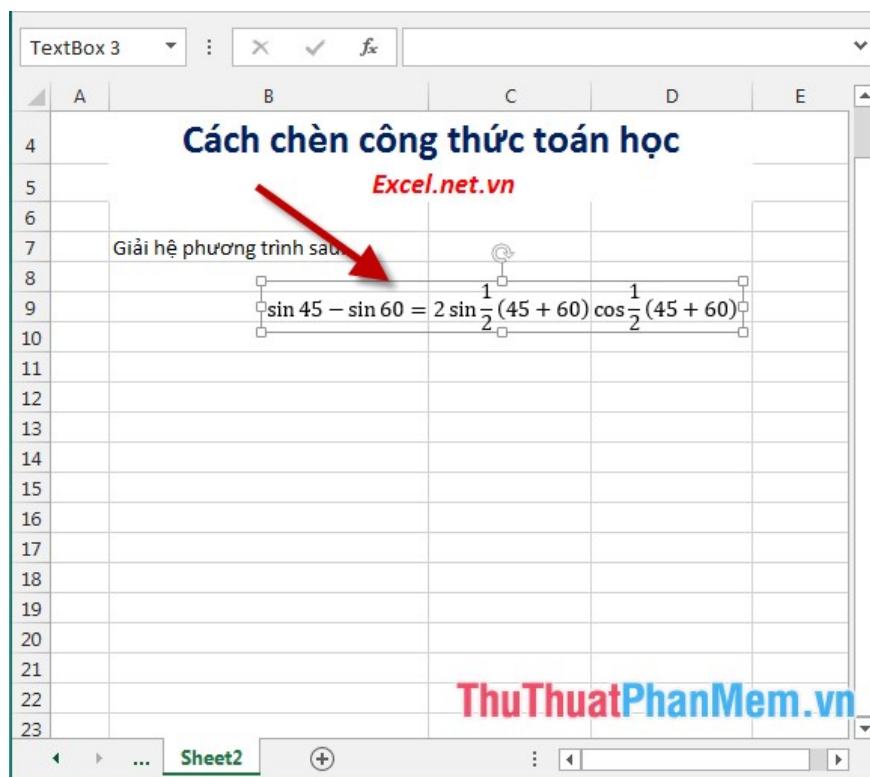 TextBox 3
fx
A B C D E
4 Cách chèn công thức toán học
5 Excel.net.vn
6
7 Giải hệ phương trình sau
8
9 sin 45 − sin 60 = 2 sin 1/2 (45 + 60) cos 1/2 (45 + 60)
10
11
12
13
14
15
16
17
18
19
20
21
22 ThuThuatPhanMem.vn
23
... Sheet2